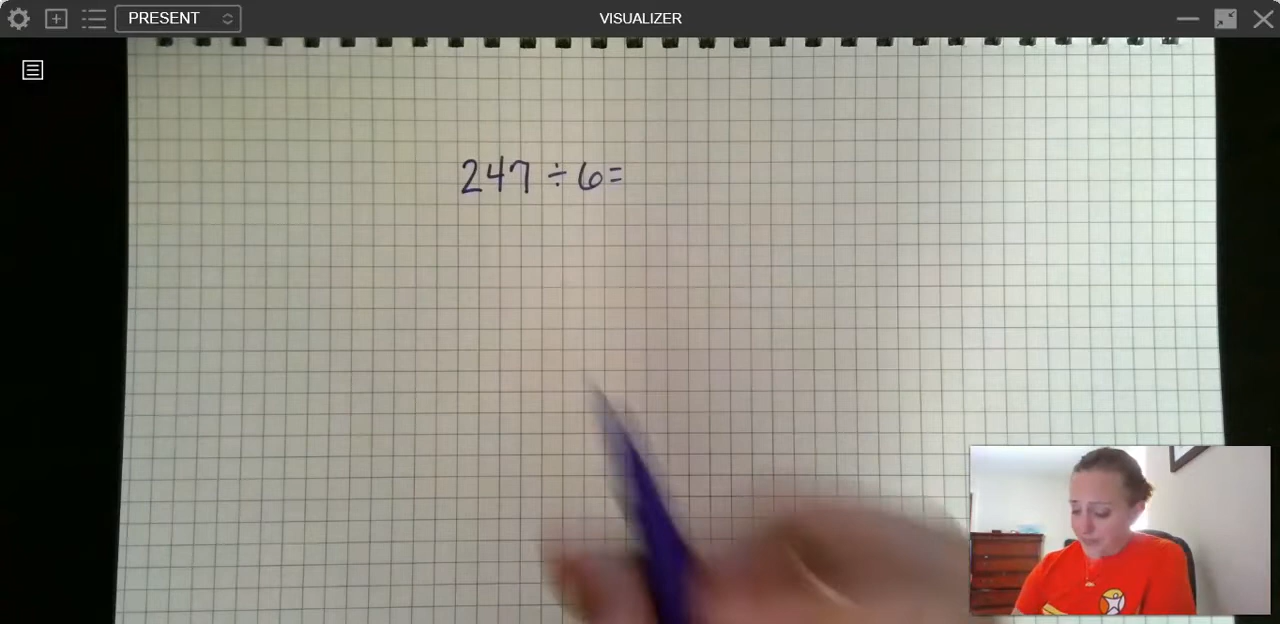 PRESENT
VISUALIZER
247 ÷ 6 =